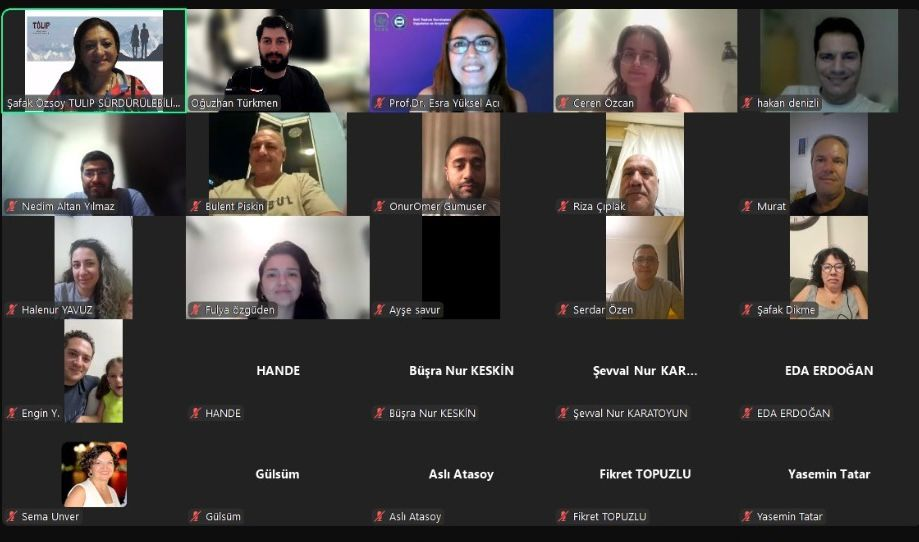 TULIP
Şafak Özsoy TULIP SÜRDÜRÜLEBİLİ...
Oğuzhan Türkmen
Prof.Dr. Esra Yüksel Acı
Ceren Özcan
hakan denizli
Nedim Altan Yılmaz
Bulent Piskin
OnurOmer Gumuser
Riza Çıplak
Murat
Halenur YAVUZ
Fulya özgüden
Ayşe savur
Serdar Özen
Şafak Dikme
Engin Y.
HANDE
HANDE
Büşra Nur KESKİN
Büşra Nur KESKİN
Şevval Nur KAR...
Şevval Nur KARATOYUN
EDA ERDOĞAN
EDA ERDOĞAN
Sema Unver
Gülsüm
Gülsüm
Aslı Atasoy
Aslı Atasoy
Fikret TOPUZLU
Fikret TOPUZLU
Yasemin Tatar
Yasemin Tatar